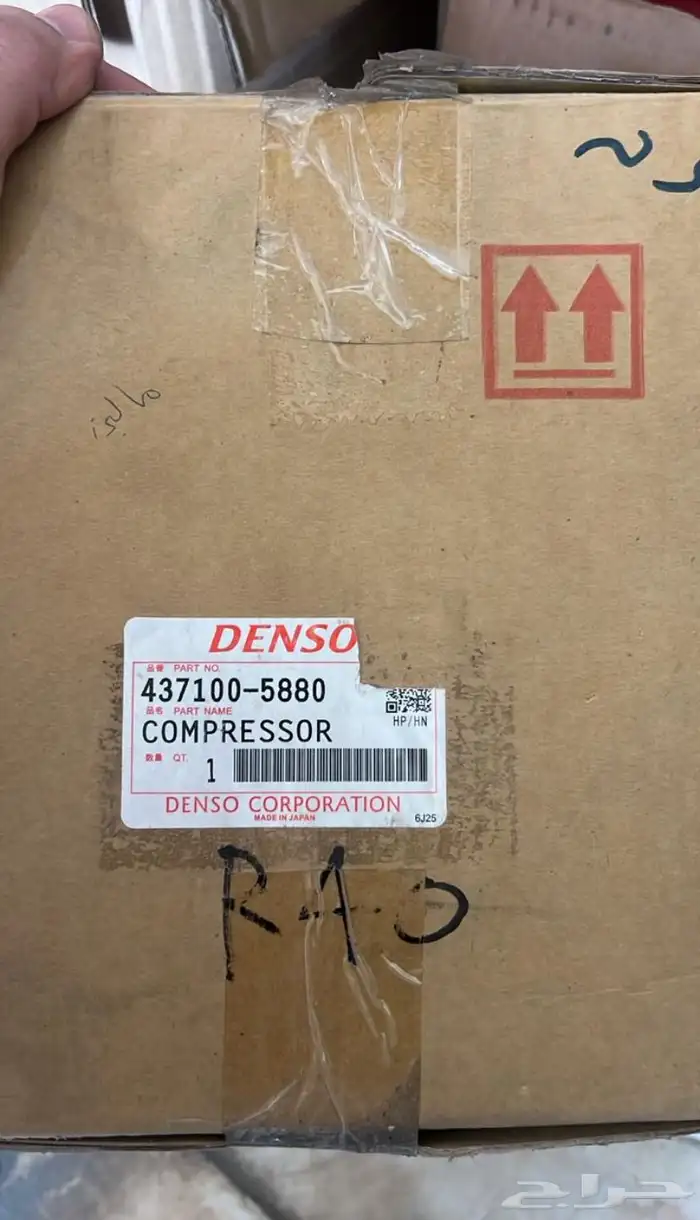 DENSO
品番 PART NO.
437100-5880
品名 PART NAME
HP/HN
COMPRESSOR
数量 QT.
1
DENSO CORPORATION
MADE IN JAPAN
6J25
حراج